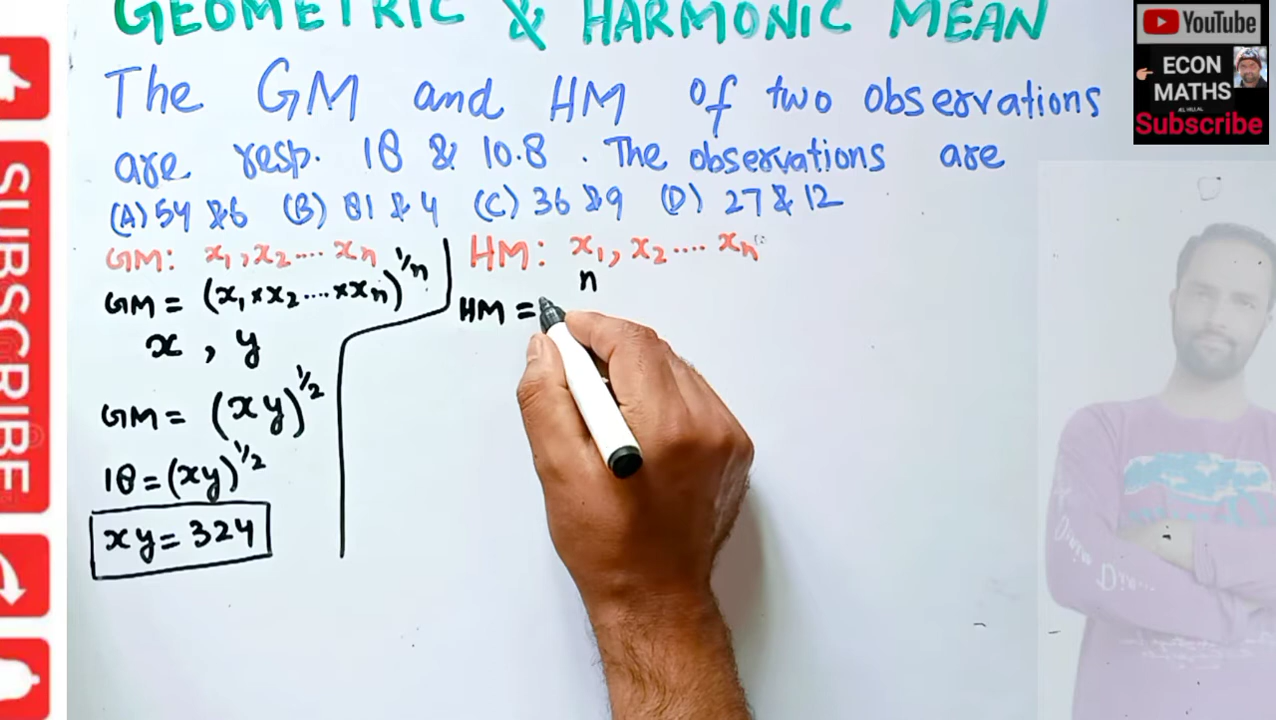 GEOMETRIC & HARMONIC MEAN
The GM and HM of two observations
are resp. 18 & 10.8 . The observations are
(A) 54 & 6 (B) 81 & 4 (C) 36 & 9 (D) 27 & 12
GM: x₁, x₂ .... xₙ
GM = (x₁ × x₂ .... × xₙ)^1/n
x , y
GM = (xy)^1/2
18 = (xy)^1/2
xy = 324
HM: x₁, x₂ .... xₙ
n
HM =
YouTube
ECON
MATHS
Subscribe
SUBSCRIBE